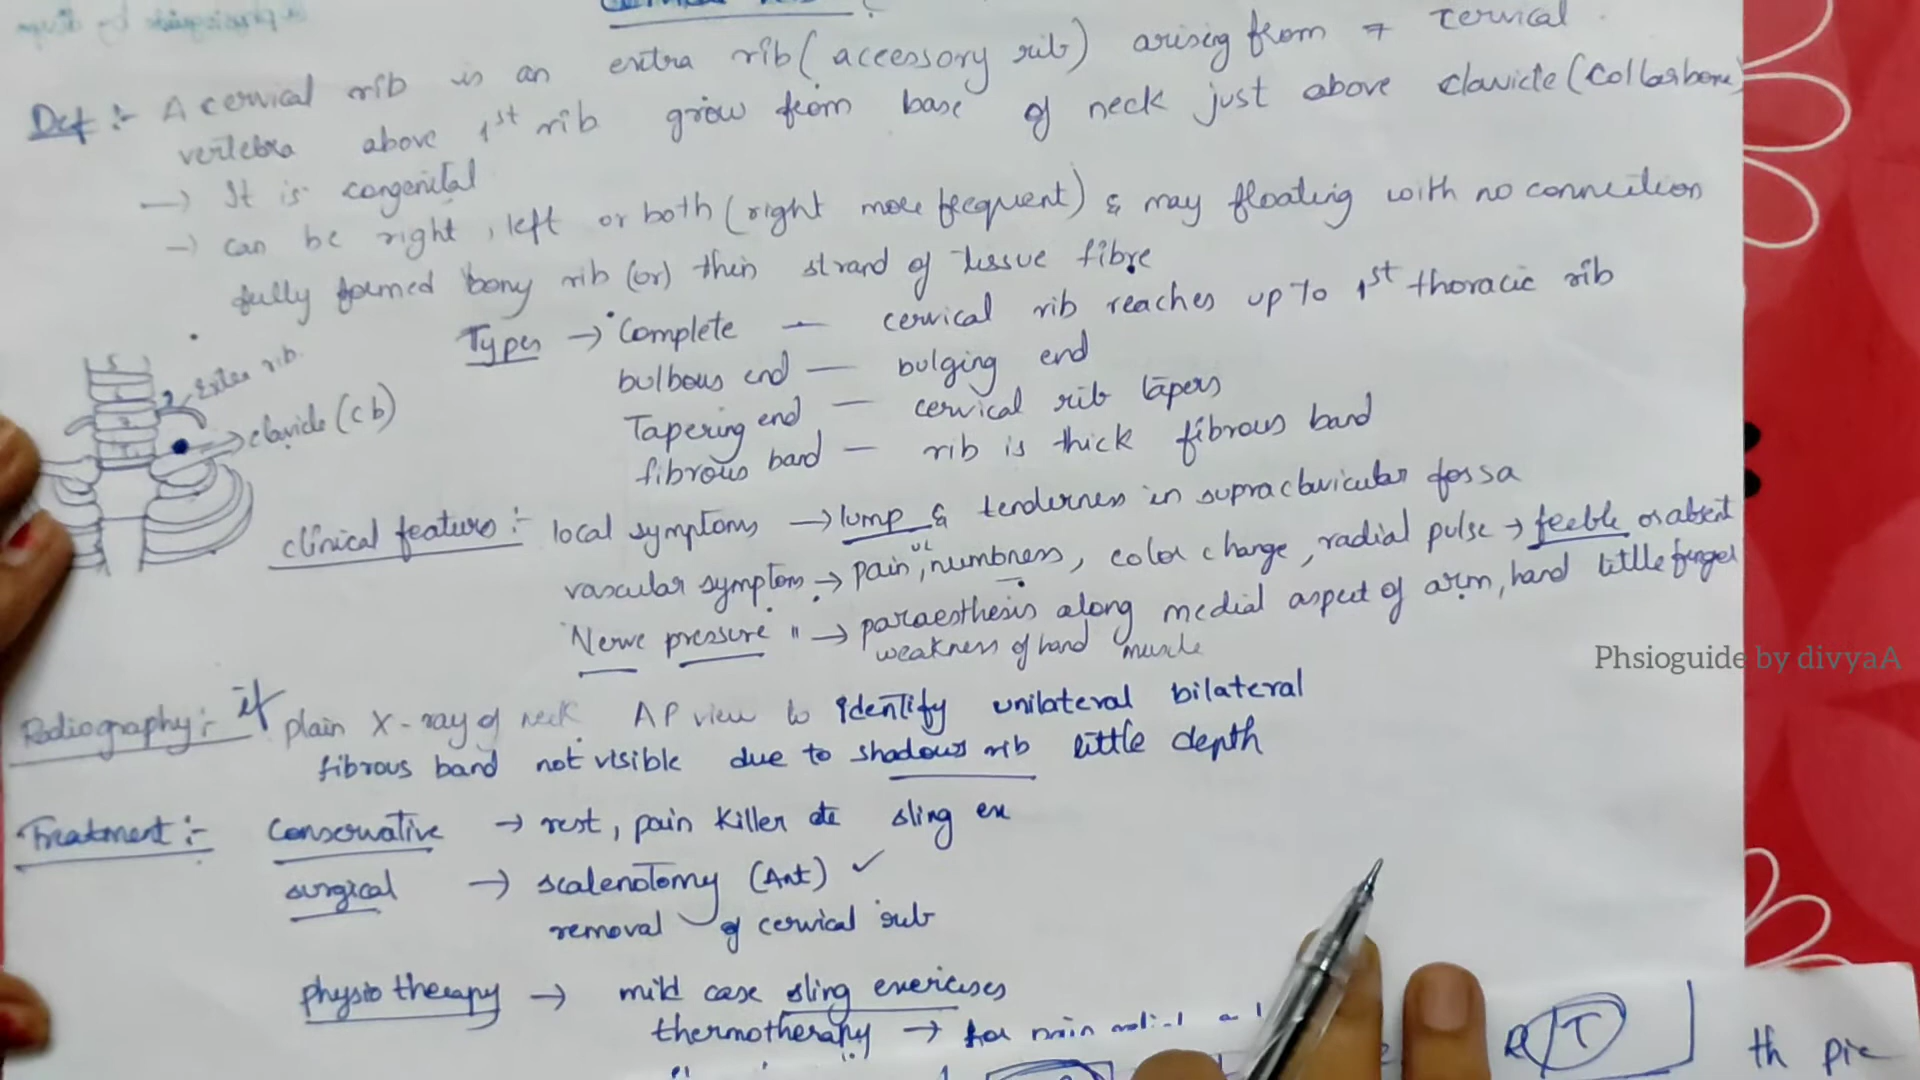 Def :- A cervical rib is an extra rib (accessory rib) arising from 7 cervical
vertebra above 1st rib grow from base of neck just above clavicle (Collarbone)
→ It is congenital
→ can be right, left or both (right more frequent) & may floating with no connection
fully formed bony rib (or) thin strand of tissue fibre
Types → Complete — cervical rib reaches up to 1st thoracic rib
bulbous end — bulging end
Tapering end — cervical rib tapers
fibrous band — rib is thick fibrous band
Extra rib
clavicle (cb)
Clinical feature :- local symptoms → lump & tenderness in supraclavicular fossa
vascular symptom → pain, numbness, color change, radial pulse → feeble or absent
UL
Nerve pressure " → paraesthesis along medial aspect of arm, hand little finger
weakness of hand muscle
Radiography :- plain X-ray of neck AP view to identify unilateral bilateral
fibrous band not visible due to shadows rib little depth
Treatment :- Conservative → rest, pain killer sling ex
surgical → scalenotomy (Ant) ✓
removal of cervical rib
physiotherapy → mild case sling exercises
thermotherapy → for
th pic
Phsioguide by divyaA